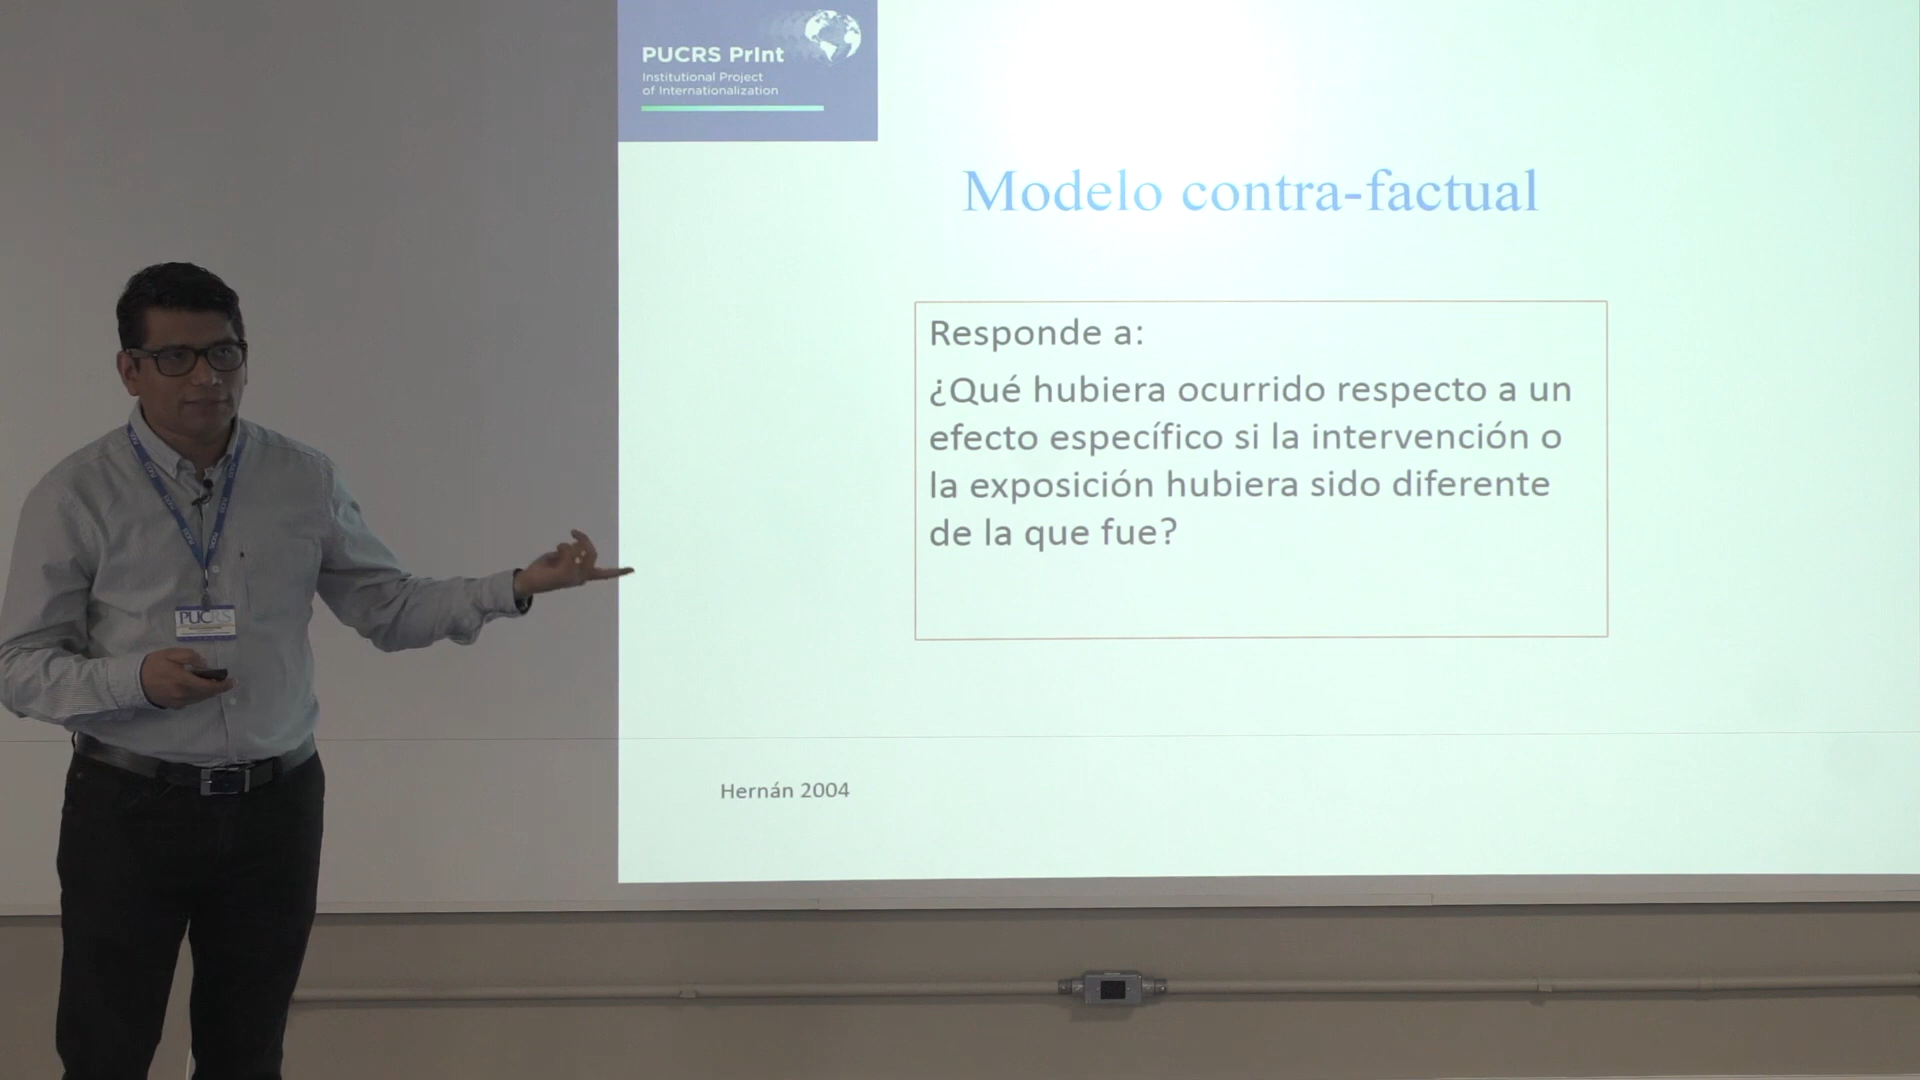 PUCRS PrInt
Institutional Project
of Internationalization
Modelo contra-factual
Responde a:
¿Qué hubiera ocurrido respecto a un
efecto específico si la intervención o
la exposición hubiera sido diferente
de la que fue?
Hernán 2004
PUCRS